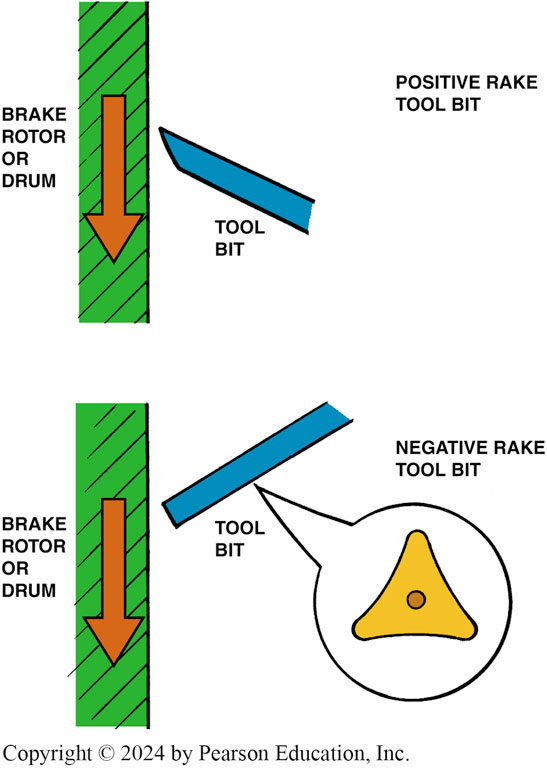 POSITIVE RAKE
TOOL BIT
BRAKE
ROTOR
OR
DRUM
TOOL
BIT
NEGATIVE RAKE
TOOL BIT
BRAKE
ROTOR
OR
DRUM
TOOL
BIT
Copyright © 2024 by Pearson Education, Inc.